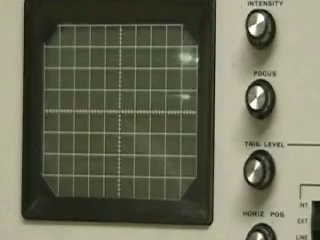 INTENSITY
FOCUS
TRIG. LEVEL
HORIZ POS
INT
EXT
LINE